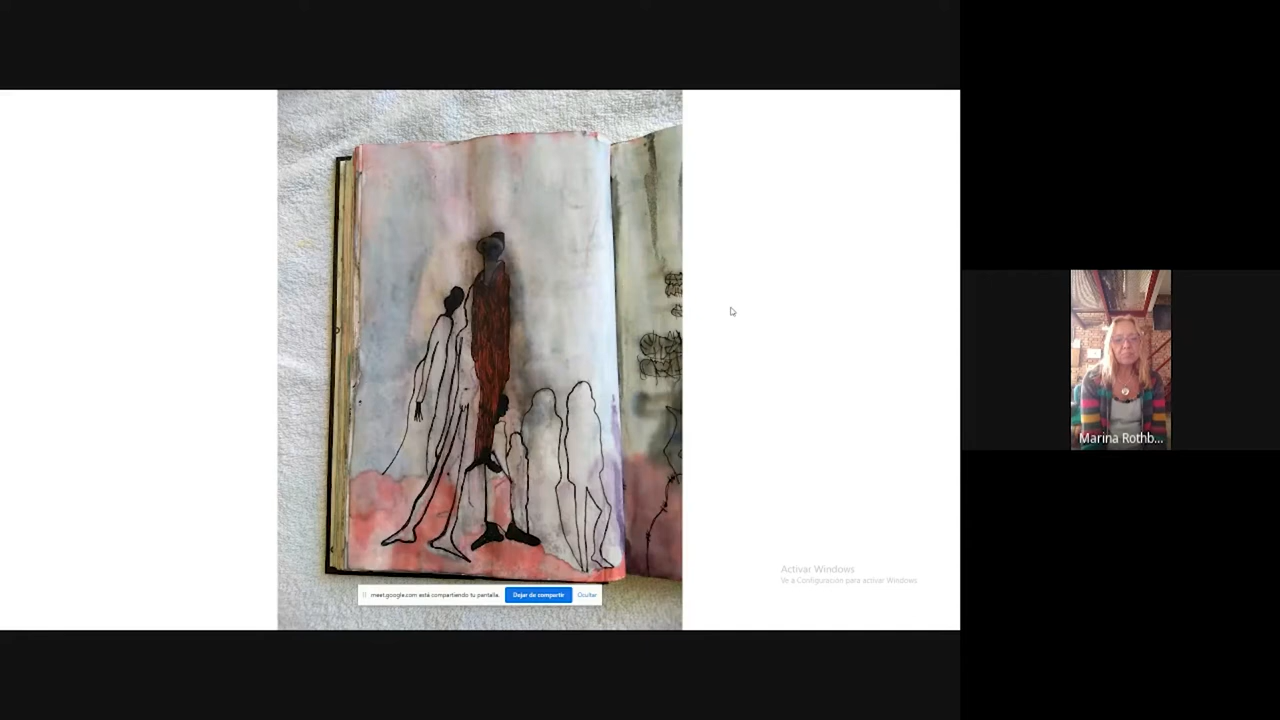 meet.google.com está compartiendo tu pantalla.
Dejar de compartir
Ocultar
Activar Windows
Ve a Configuración para activar Windows
Marina Rothb...